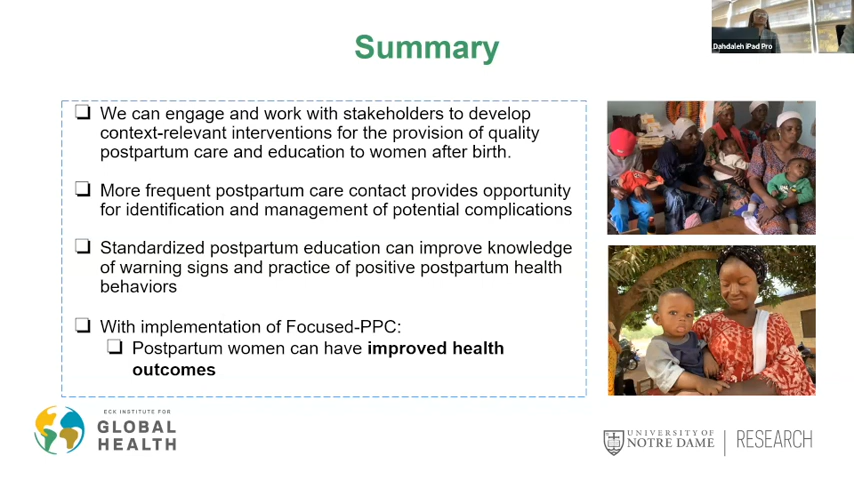 Summary
Dahdaleh iPad Pro
❑ We can engage and work with stakeholders to develop
context-relevant interventions for the provision of quality
postpartum care and education to women after birth.
❑ More frequent postpartum care contact provides opportunity
for identification and management of potential complications
❑ Standardized postpartum education can improve knowledge
of warning signs and practice of positive postpartum health
behaviors
❑ With implementation of Focused-PPC:
❑ Postpartum women can have improved health
outcomes
ECK INSTITUTE FOR
GLOBAL
HEALTH
UNIVERSITY OF
NOTRE DAME
RESEARCH